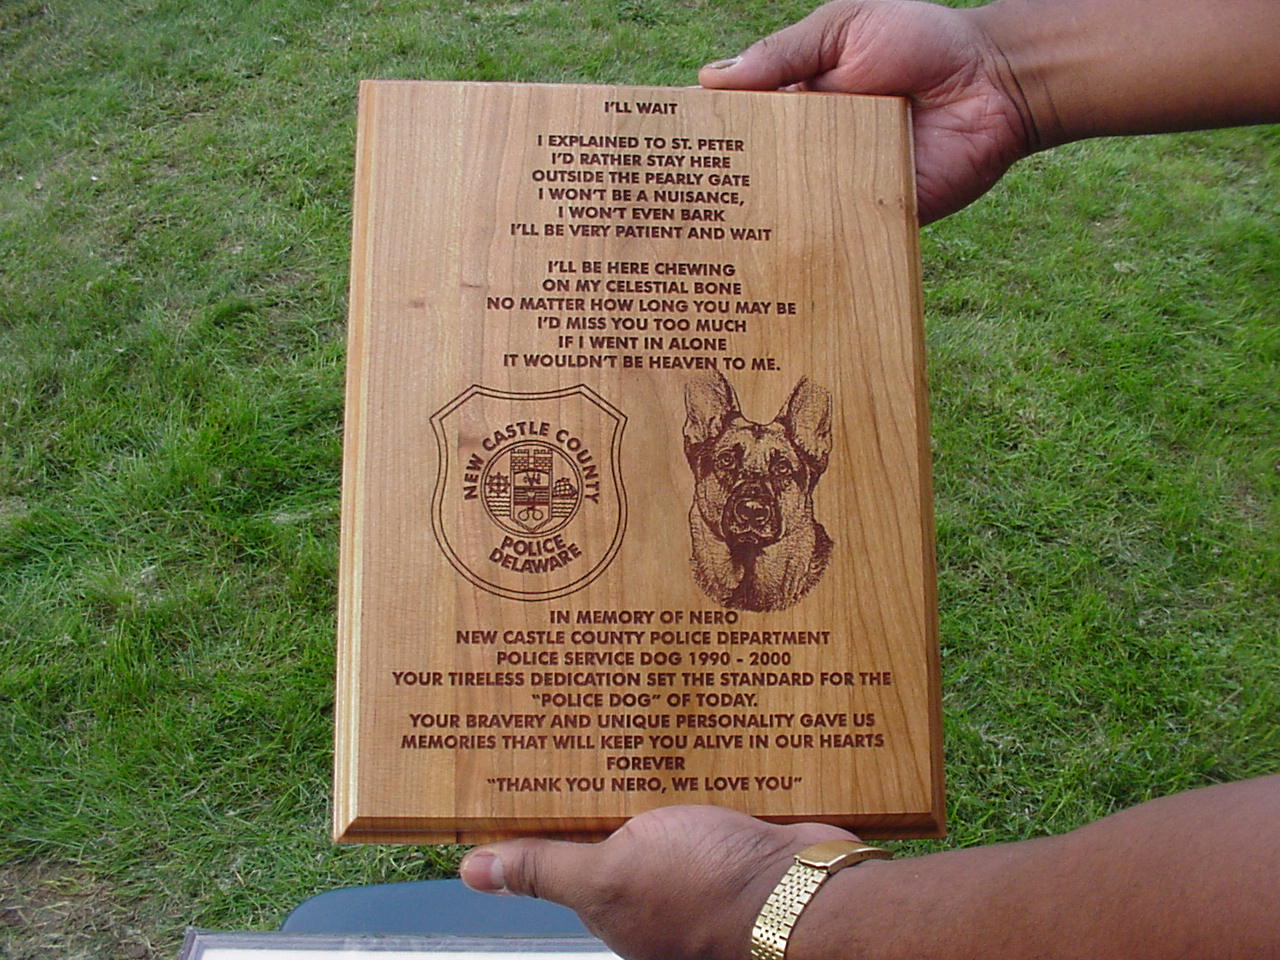 I'LL WAIT
I EXPLAINED TO ST. PETER
I'D RATHER STAY HERE
OUTSIDE THE PEARLY GATE
I WON'T BE A NUISANCE,
I WON'T EVEN BARK
I'LL BE VERY PATIENT AND WAIT
I'LL BE HERE CHEWING
ON MY CELESTIAL BONE
NO MATTER HOW LONG YOU MAY BE
I'D MISS YOU TOO MUCH
IF I WENT IN ALONE
IT WOULDN'T BE HEAVEN TO ME.
NEW CASTLE COUNTY
POLICE
DELAWARE
IN MEMORY OF NERO
NEW CASTLE COUNTY POLICE DEPARTMENT
POLICE SERVICE DOG 1990 - 2000
YOUR TIRELESS DEDICATION SET THE STANDARD FOR THE
"POLICE DOG" OF TODAY.
YOUR BRAVERY AND UNIQUE PERSONALITY GAVE US
MEMORIES THAT WILL KEEP YOU ALIVE IN OUR HEARTS
FOREVER
"THANK YOU NERO, WE LOVE YOU"